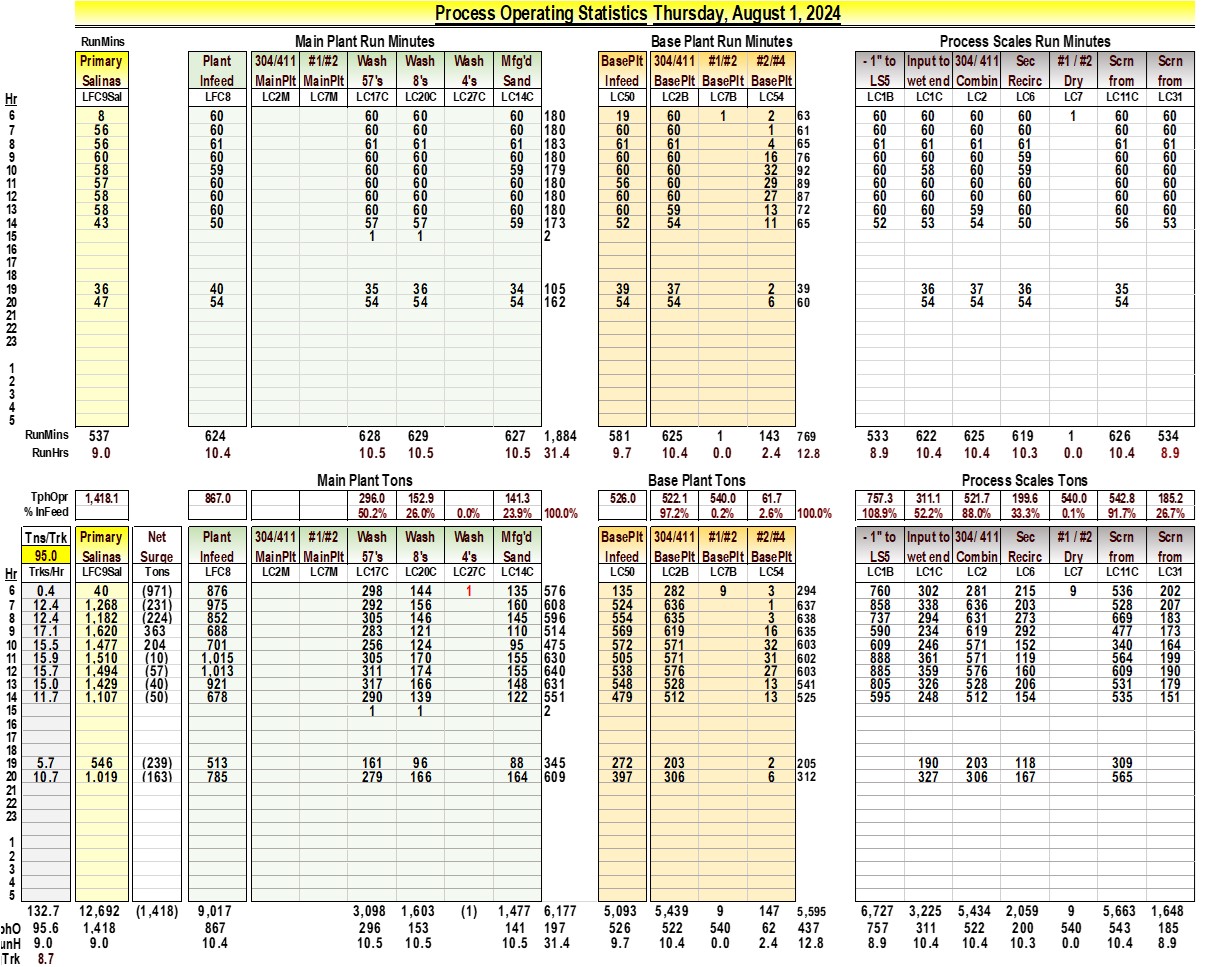 Process Operating Statistics Thursday, August 1, 2024
RunMins Main Plant Run Minutes Base Plant Run Minutes Process Scales Run Minutes
Primary Plant 304/411 #1/#2 Wash Wash Wash Mfg'd BasePlt 304/411 #1/#2 #2/#4 - 1" to Input to 304/ 411 Sec #1 / #2 Scrn Scrn
Salinas Infeed MainPlt MainPlt 57's 8's 4's Sand Infeed BasePlt BasePlt BasePlt LS5 wet end Combin Recirc Dry from from
Hr LFC9Sal LFC8 LC2M LC7M LC17C LC20C LC27C LC14C LC50 LC2B LC7B LC54 LC1B LC1C LC2 LC6 LC7 LC11C LC31
6 8 60 60 60 60 180 19 60 1 2 63 60 60 60 60 1 60 60
7 56 60 60 60 60 180 60 60 1 61 60 60 60 60 60 60
8 56 61 61 61 61 183 61 61 4 65 61 61 61 61 61 61
9 60 60 60 60 60 180 60 60 16 76 60 60 60 59 60 60
10 58 59 60 60 59 179 60 60 32 92 60 58 60 59 60 60
11 57 60 60 60 60 180 56 60 29 89 60 60 60 60 60 60
12 58 60 60 60 60 180 60 60 27 87 60 60 60 60 60 60
13 58 60 60 60 60 180 60 59 13 72 60 60 59 60 60 60
14 43 50 57 57 59 173 52 54 11 65 52 53 54 50 56 53
15 1 1 2
16
17
18
19 36 40 35 36 34 105 39 37 2 39 36 37 36 35
20 47 54 54 54 54 162 54 54 6 60 54 54 54 54
21
22
23
1
2
3
4
5
RunMins 537 624 628 629 627 1,884 581 625 1 143 769 533 622 625 619 1 626 534
RunHrs 9.0 10.4 10.5 10.5 10.5 31.4 9.7 10.4 0.0 2.4 12.8 8.9 10.4 10.4 10.3 0.0 10.4 8.9
Main Plant Tons Base Plant Tons Process Scales Tons
TphOpr 1,418.1 867.0 296.0 152.9 141.3 526.0 522.1 540.0 61.7 757.3 311.1 521.7 199.6 540.0 542.8 185.2
% InFeed 50.2% 26.0% 0.0% 23.9% 100.0% 97.2% 0.2% 2.6% 100.0% 108.9% 52.2% 88.0% 33.3% 0.1% 91.7% 26.7%
Tns/Trk Primary Net Plant 304/411 #1/#2 Wash Wash Wash Mfg'd BasePlt 304/411 #1/#2 #2/#4 - 1" to Input to 304/ 411 Sec #1 / #2 Scrn Scrn
95.0 Salinas Surge Infeed MainPlt MainPlt 57's 8's 4's Sand Infeed BasePlt BasePlt BasePlt LS5 wet end Combin Recirc Dry from from
Hr Trks/Hr LFC9Sal Tons LFC8 LC2M LC7M LC17C LC20C LC27C LC14C LC50 LC2B LC7B LC54 LC1B LC1C LC2 LC6 LC7 LC11C LC31
6 0.4 40 (971) 876 298 144 1 135 576 135 282 9 3 294 760 302 281 215 9 536 202
7 12.4 1,268 (231) 975 292 156 160 608 524 636 1 637 858 338 636 203 528 207
8 12.4 1,182 (224) 852 305 146 145 596 554 635 3 638 737 294 631 273 669 183
9 17.1 1,620 363 688 283 121 110 514 569 619 16 635 590 234 619 292 477 173
10 15.5 1,477 204 701 256 124 95 475 572 571 32 603 609 246 571 152 340 164
11 15.9 1,510 (10) 1,015 305 170 155 630 505 571 31 602 888 361 571 119 564 199
12 15.7 1,494 (57) 1,013 311 174 155 640 538 576 27 603 885 359 576 160 609 190
13 15.0 1,429 (40) 921 317 166 148 631 548 528 13 541 805 326 528 206 531 179
14 11.7 1,107 (50) 678 290 139 122 551 479 512 13 525 595 248 512 154 535 151
15 1 1 2
16
17
18
19 5.7 546 (239) 513 161 96 88 345 272 203 2 205 190 203 118 309
20 10.7 1.019 (163) 785 279 166 164 609 397 306 6 312 327 306 167 565
21
22
23
1
2
3
4
5
132.7 12,692 (1,418) 9,017 3,098 1,603 (1) 1,477 6,177 5,093 5,439 9 147 5,595 6,727 3,225 5,434 2,059 9 5,663 1,648
phO 95.6 1,418 867 296 153 141 197 526 522 540 62 437 757 311 522 200 540 543 185
unH 9.0 9.0 10.4 10.5 10.5 10.5 31.4 9.7 10.4 0.0 2.4 12.8 8.9 10.4 10.4 10.3 0.0 10.4 8.9
Trk 8.7